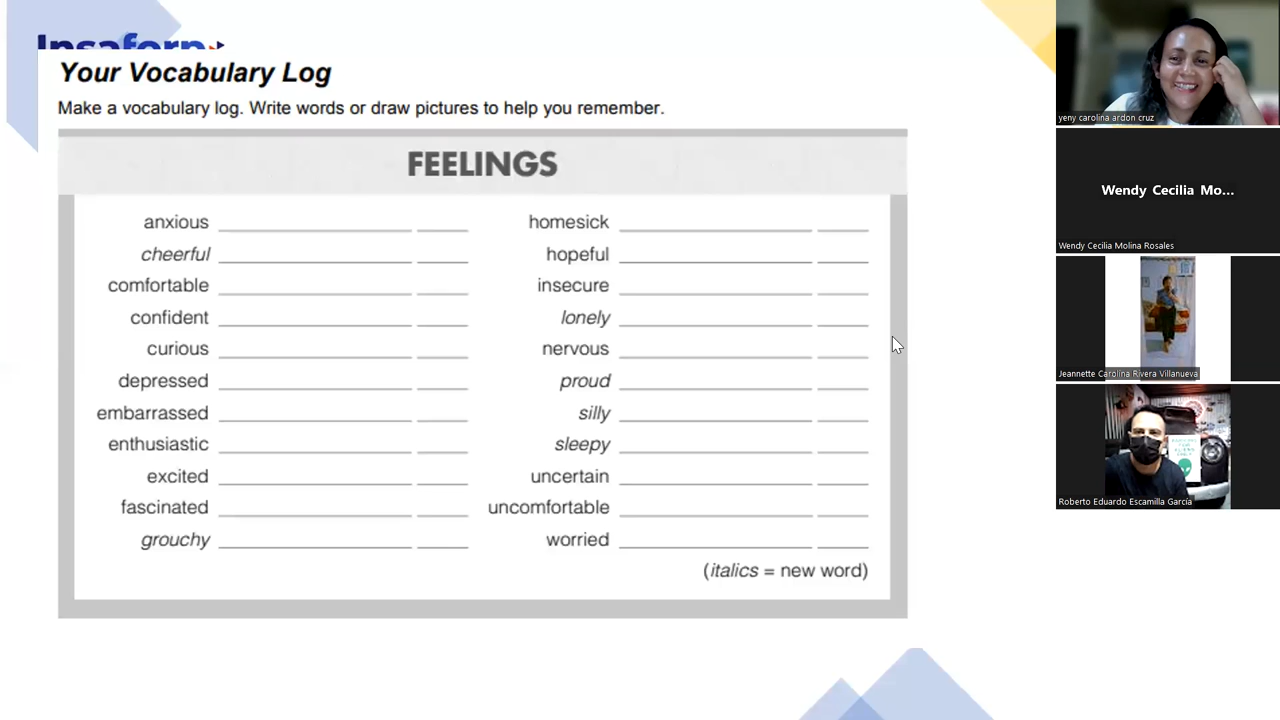 Insaforp
Your Vocabulary Log
Make a vocabulary log. Write words or draw pictures to help you remember.
FEELINGS
anxious
cheerful
comfortable
confident
curious
depressed
embarrassed
enthusiastic
excited
fascinated
grouchy
homesick
hopeful
insecure
lonely
nervous
proud
silly
sleepy
uncertain
uncomfortable
worried
(italics = new word)
yeny carolina ardon cruz
Wendy Cecilia Mo...
Wendy Cecilia Molina Rosales
Jeannette Carolina Rivera Villanueva
Roberto Eduardo Escamilla García